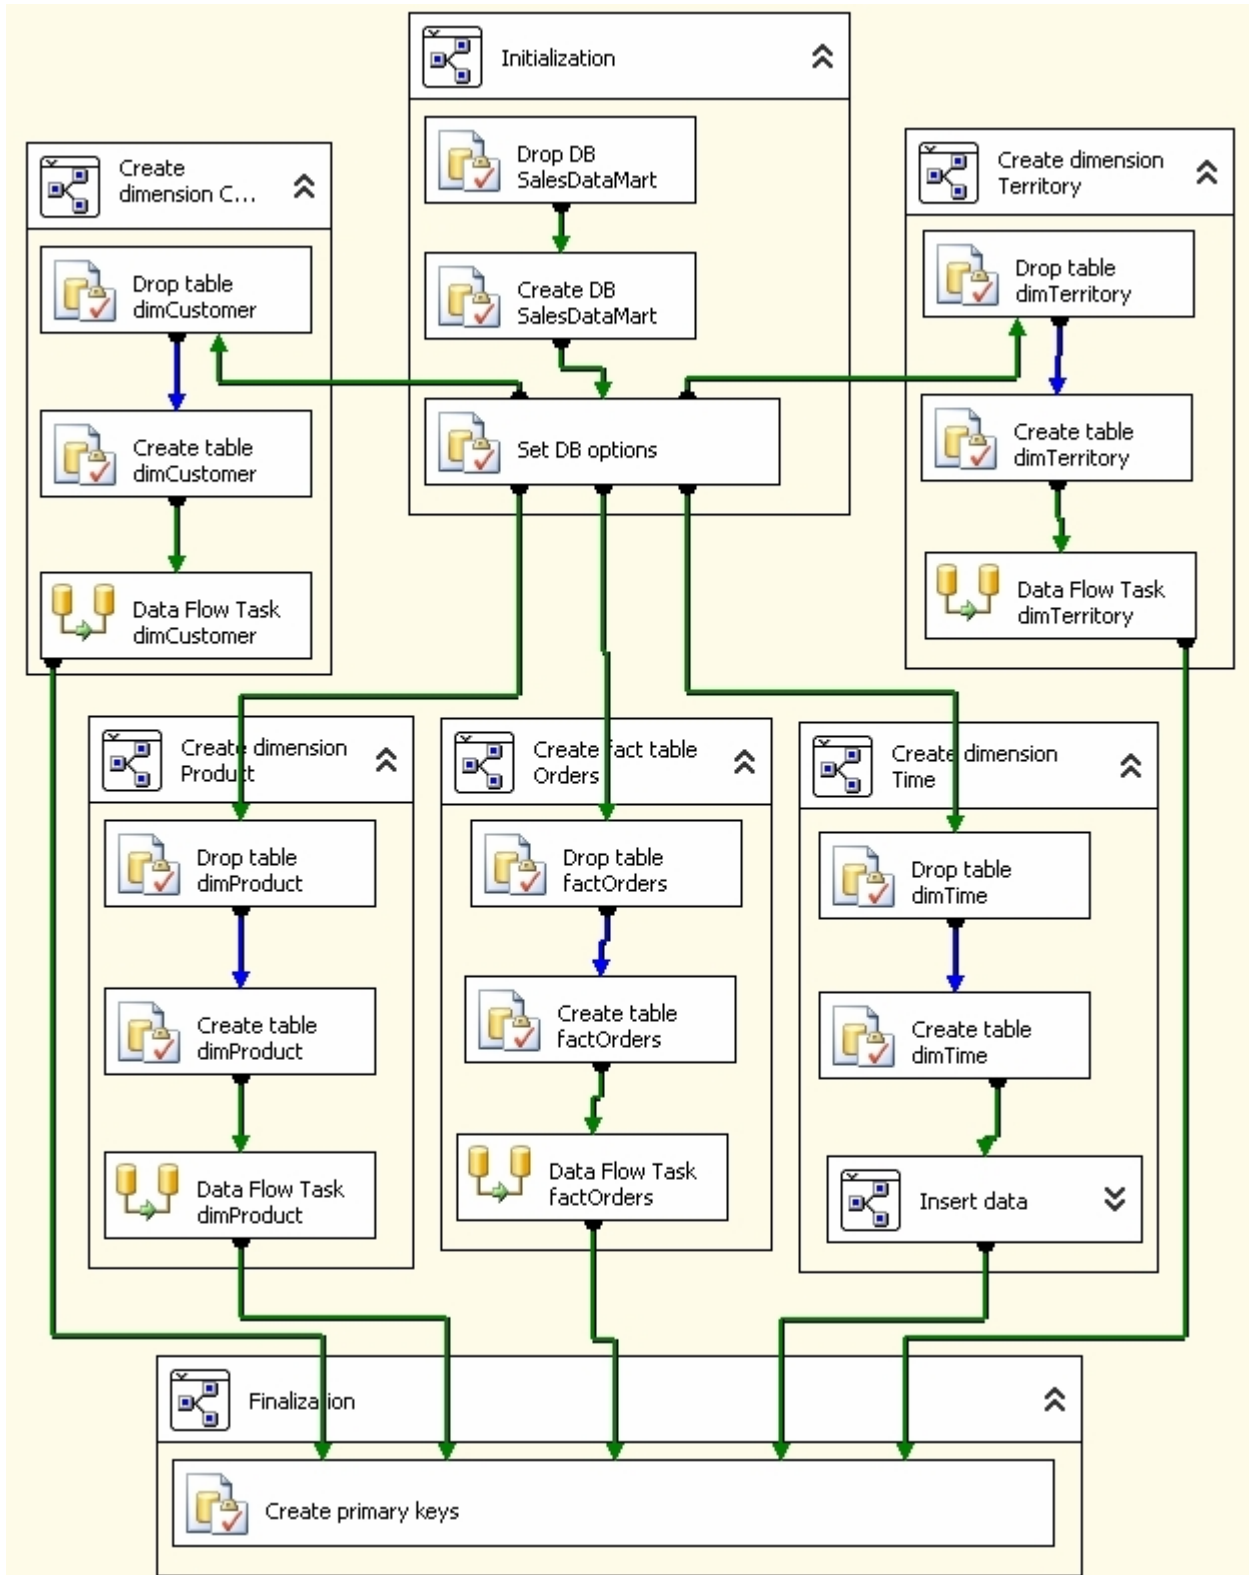 Initialization
Drop DB
SalesDataMart
Create DB
SalesDataMart
Set DB options
Create
dimension C...
Drop table
dimCustomer
Create table
dimCustomer
Data Flow Task
dimCustomer
Create dimension
Territory
Drop table
dimTerritory
Create table
dimTerritory
Data Flow Task
dimTerritory
Create dimension
Product
Drop table
dimProduct
Create table
dimProduct
Data Flow Task
dimProduct
Create fact table
Orders
Drop table
factOrders
Create table
factOrders
Data Flow Task
factOrders
Create dimension
Time
Drop table
dimTime
Create table
dimTime
Insert data
Finalization
Create primary keys